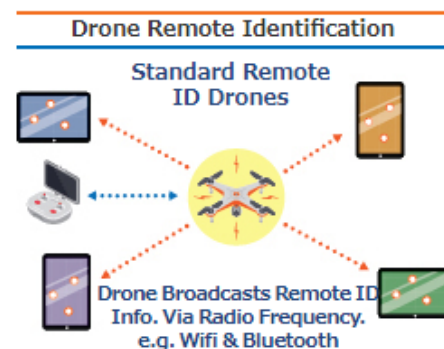 Drone Remote Identification
Standard Remote
ID Drones
Drone Broadcasts Remote ID
Info. Via Radio Frequency.
e.g. Wifi & Bluetooth